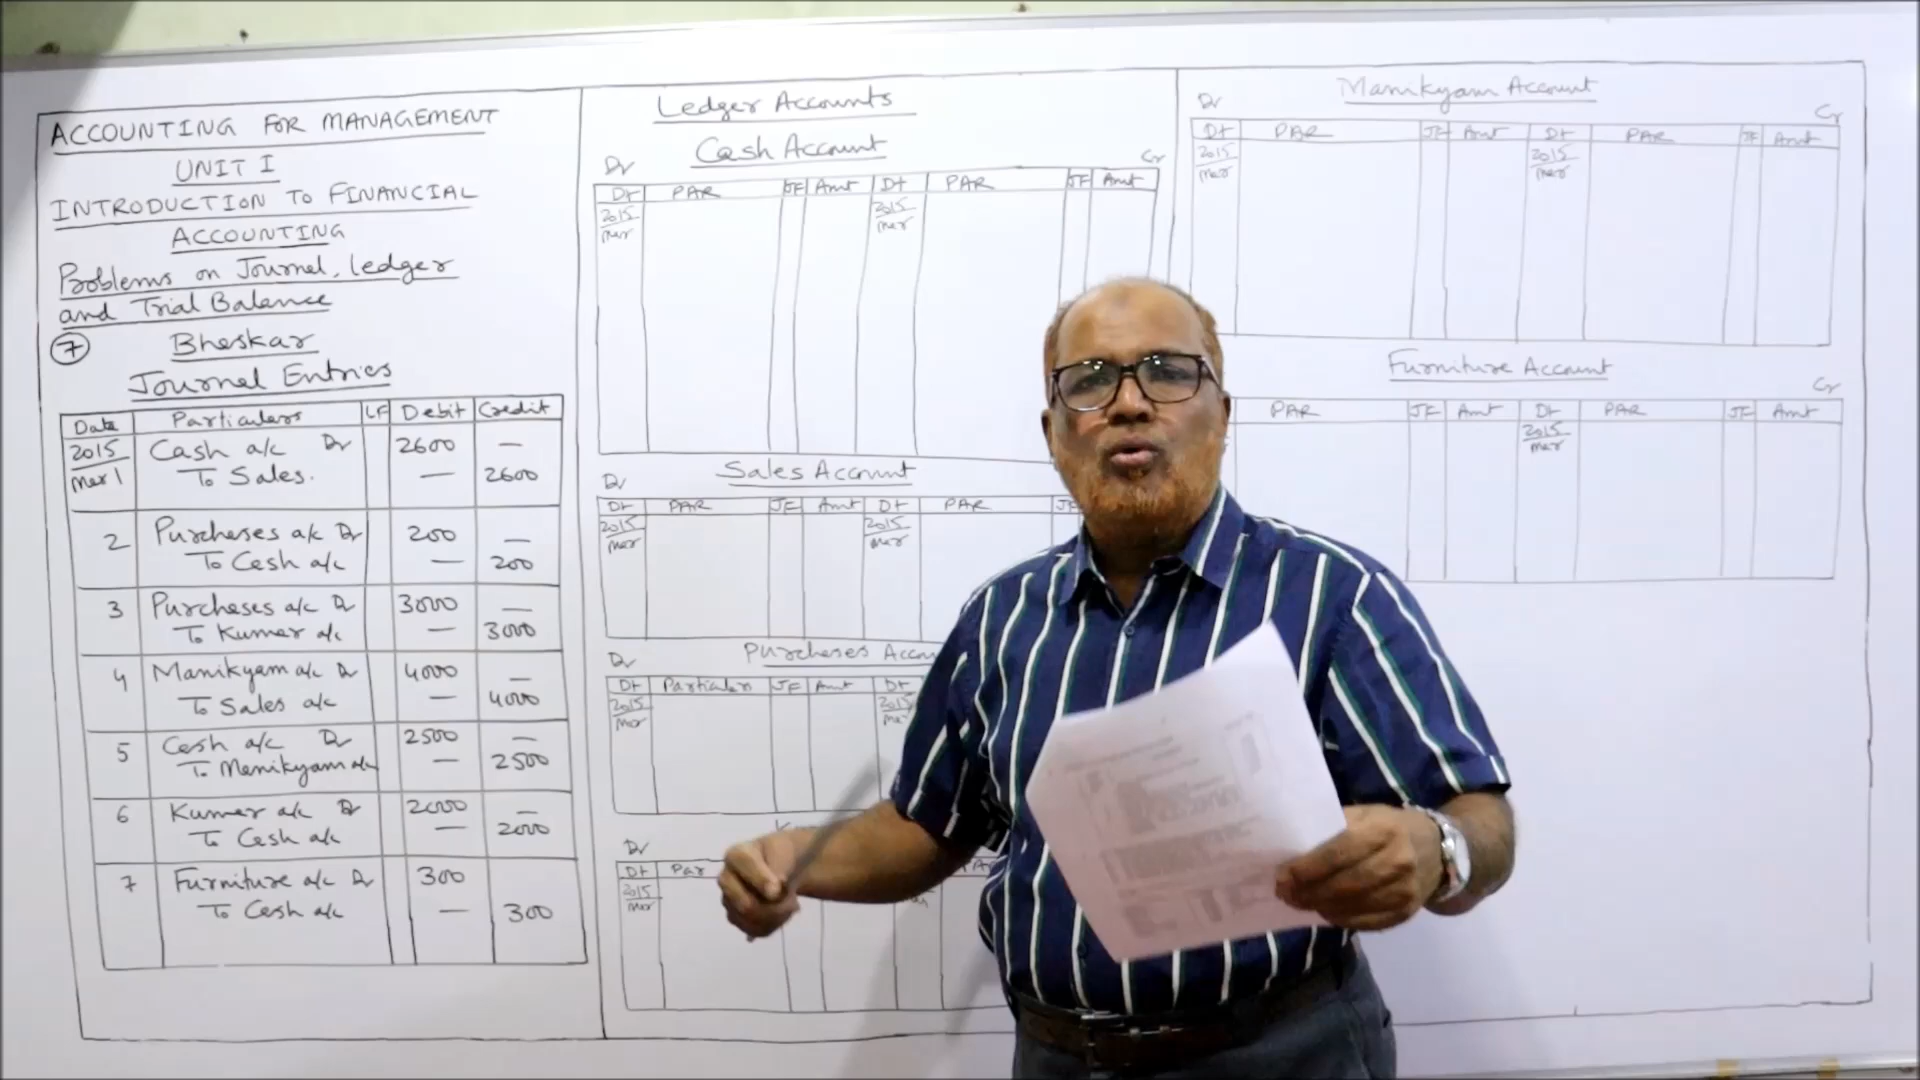 ACCOUNTING FOR MANAGEMENT
UNIT I
INTRODUCTION TO FINANCIAL
ACCOUNTING
Problems on Journal, ledger
and Trial Balance
7 Bhaskar
Journal Entries
Date Particulars LF Debit Credit
2015
Mar 1 Cash a/c Dr 2600 —
To Sales. — 2600
2 Purchases a/c Dr 200 —
To Cash a/c — 200
3 Purchases a/c Dr 3000 —
To Kumar a/c — 3000
4 Manikyam a/c Dr 4000 —
To Sales a/c — 4000
5 Cash a/c Dr 2500 —
To Manikyam a/c — 2500
6 Kumar a/c Dr 2000 —
To Cash a/c — 2000
7 Furniture a/c Dr 300
To Cash a/c — 300
Ledger Accounts
Cash Account
Dr Cr
Dt PAR JF Amt Dt PAR JF Amt
2015 2015
Mar Mar
Sales Account
Dr
Dt PAR JF Amt Dt PAR JF
2015 2015
Mar Mar
Purchases Accou
Dr
Dt Particulars JF Amt Dt
2015 2015
Mar Ma
Dr
Dt Par
2015
Mar
Manikyam Account
Dr Cr
Dt PAR JF Amt Dt PAR JF Amt
2015 2015
Mar Mar
Furniture Account
Cr
PAR JF Amt Dt PAR JF Amt
2015
Mar